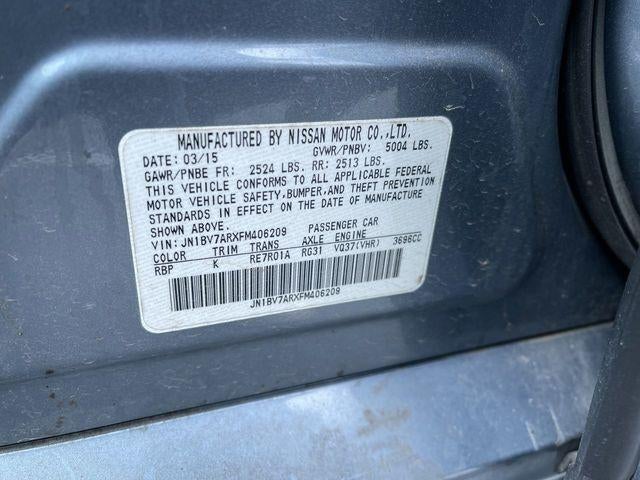 MANUFACTURED BY NISSAN MOTOR CO.,LTD.
DATE: 03/15 GVWR/PNBV: 5004 LBS.
GAWR/PNBE FR: 2524 LBS. RR: 2513 LBS.
THIS VEHICLE CONFORMS TO ALL APPLICABLE FEDERAL
MOTOR VEHICLE SAFETY, BUMPER, AND THEFT PREVENTION
STANDARDS IN EFFECT ON THE DATE OF MANUFACTURE
SHOWN ABOVE.
VIN: JN1BV7ARXFM406209 PASSENGER CAR
COLOR TRIM TRANS AXLE ENGINE
RBP K RE7R01A RG31 VQ37(VHR) 3696CC
JN1BV7ARXFM406209